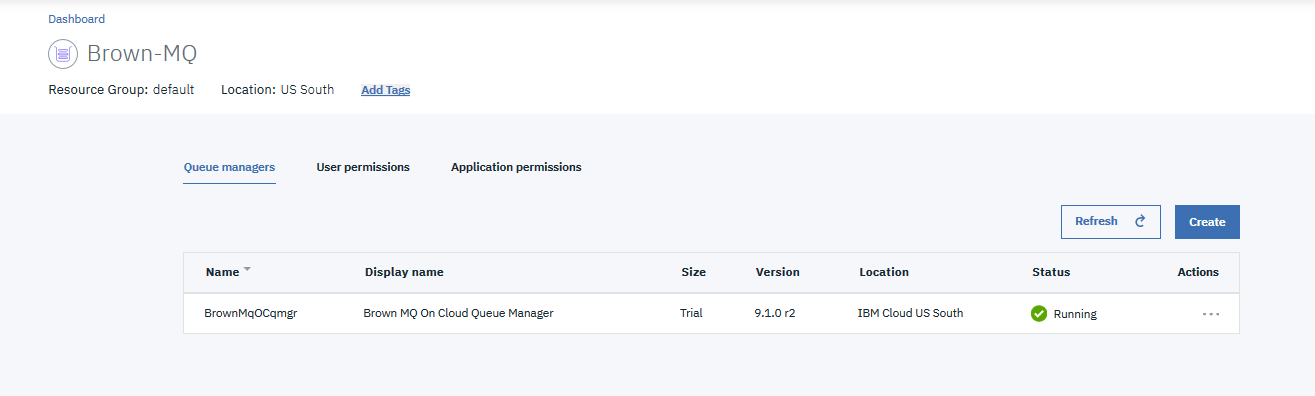 Dashboard
Brown-MQ
Resource Group: default Location: US South Add Tags
Queue managers User permissions Application permissions
Refresh Create
Name Display name Size Version Location Status Actions
BrownMqOCqmgr Brown MQ On Cloud Queue Manager Trial 9.1.0 r2 IBM Cloud US South Running